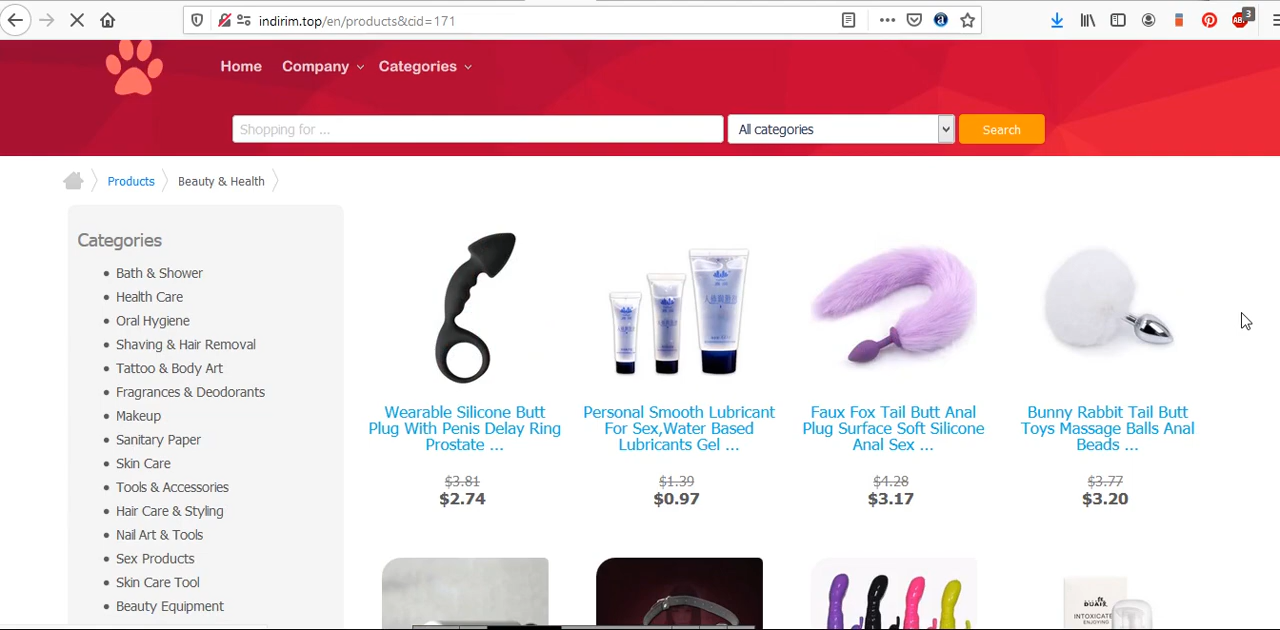 indirim.top/en/products&cid=171
3
Home
Company
Categories
Shopping for ...
All categories
Search
Products
Beauty & Health
Categories
Bath & Shower
Health Care
Oral Hygiene
Shaving & Hair Removal
Tattoo & Body Art
Fragrances & Deodorants
Makeup
Sanitary Paper
Skin Care
Tools & Accessories
Hair Care & Styling
Nail Art & Tools
Sex Products
Skin Care Tool
Beauty Equipment
Wearable Silicone Butt
Plug With Penis Delay Ring
Prostate ...
$3.81
$2.74
Personal Smooth Lubricant
For Sex,Water Based
Lubricants Gel ...
$1.39
$0.97
Faux Fox Tail Butt Anal
Plug Surface Soft Silicone
Anal Sex ...
$4.28
$3.17
Bunny Rabbit Tail Butt
Toys Massage Balls Anal
Beads ...
$3.77
$3.20
DUAI
INTOXICATE
ENJOYING